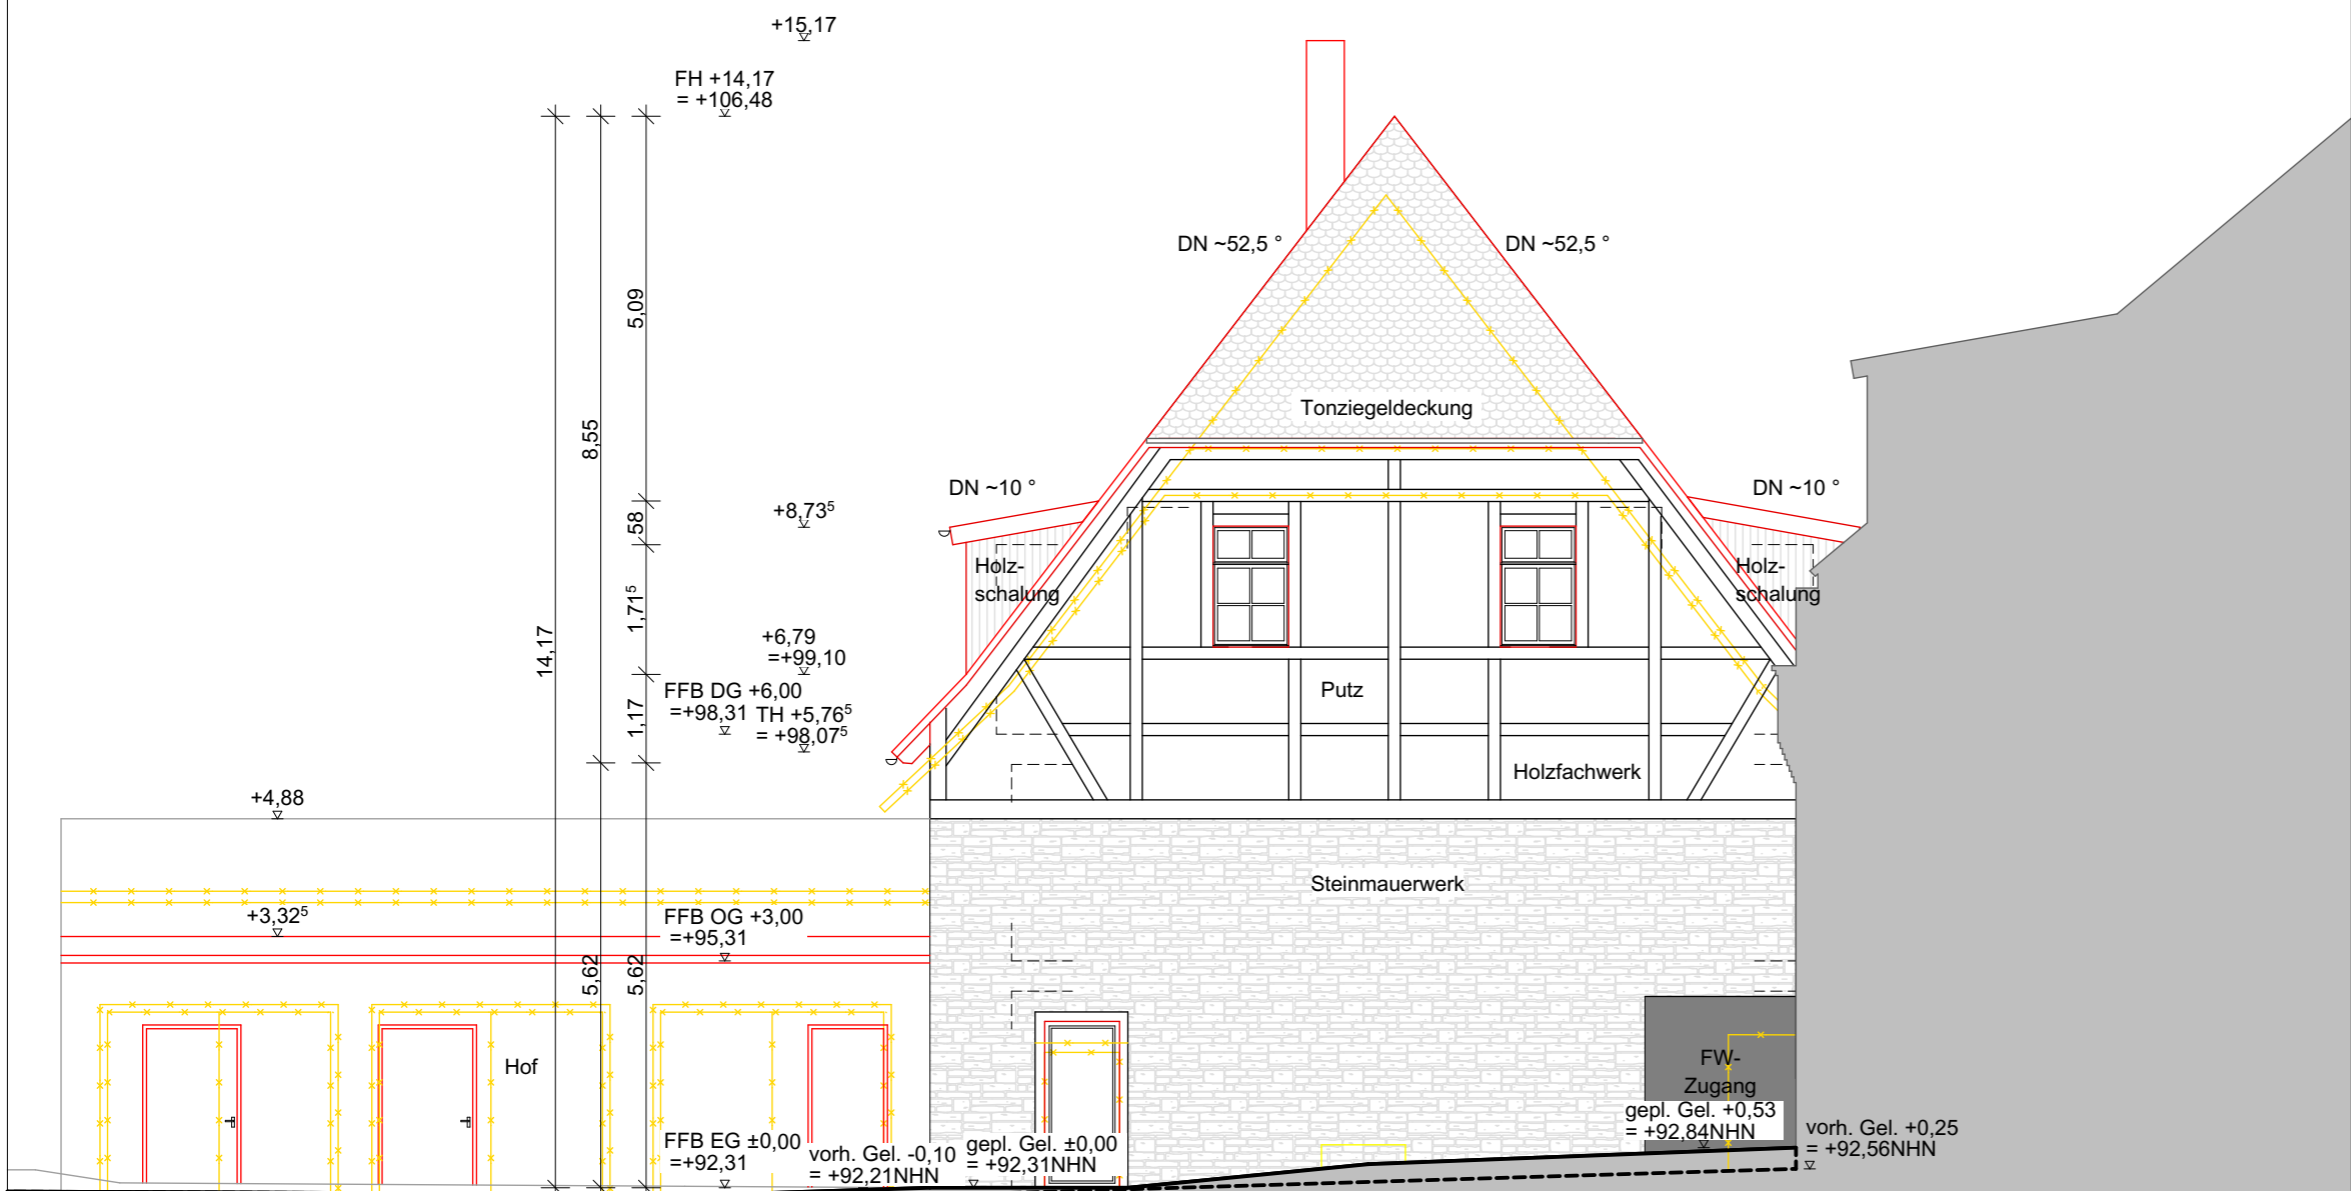 +15,17
FH +14,17
= +106,48
DN ~52,5 °
DN ~52,5 °
5,09
Tonziegeldeckung
8,55
DN ~10 °
DN ~10 °
+8,73⁵
58
Holz-
schalung
Holz-
schalung
1,71⁵
14,17
+6,79
=+99,10
FFB DG +6,00
=+98,31
TH +5,76⁵
= +98,07⁵
1,17
Putz
Holzfachwerk
+4,88
Steinmauerwerk
+3,32⁵
FFB OG +3,00
=+95,31
5,62
5,62
Hof
FW-
Zugang
gepl. Gel. +0,53
= +92,84NHN
vorh. Gel. +0,25
= +92,56NHN
FFB EG ±0,00
=+92,31
vorh. Gel. -0,10
= +92,21NHN
gepl. Gel. ±0,00
= +92,31NHN